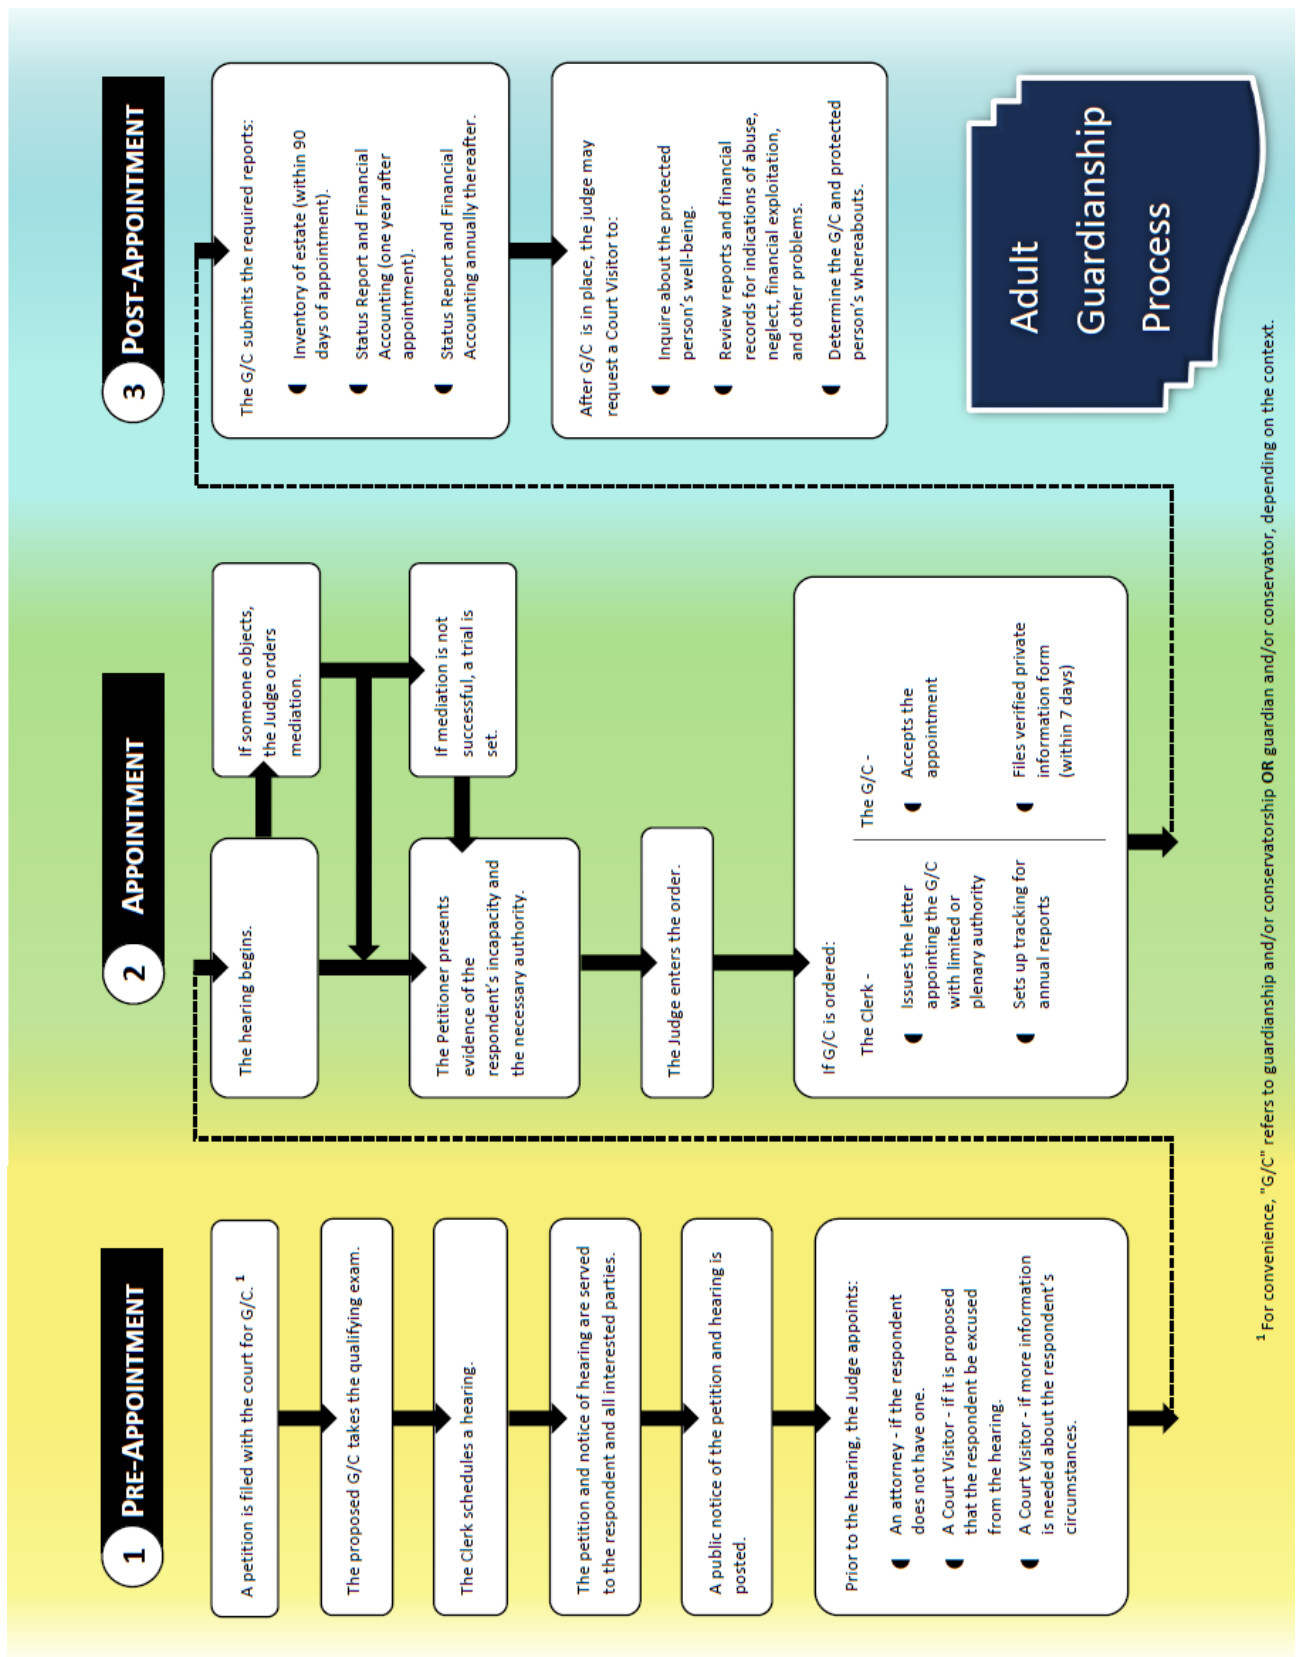 1 PRE-APPOINTMENT
A petition is filed with the court for G/C. 1
The proposed G/C takes the qualifying exam.
The Clerk schedules a hearing.
The petition and notice of hearing are served
to the respondent and all interested parties.
A public notice of the petition and hearing is
posted.
Prior to the hearing, the Judge appoints:
An attorney - if the respondent
does not have one.
A Court Visitor - if it is proposed
that the respondent be excused
from the hearing.
A Court Visitor - if more information
is needed about the respondent's
circumstances.
2 APPOINTMENT
The hearing begins.
If someone objects,
the Judge orders
mediation.
If mediation is not
successful, a trial is
set.
The Petitioner presents
evidence of the
respondent's incapacity and
the necessary authority.
The Judge enters the order.
If G/C is ordered:
The Clerk -
Issues the letter
appointing the G/C
with limited or
plenary authority
Sets up tracking for
annual reports
The G/C -
Accepts the
appointment
Files verified private
information form
(within 7 days)
3 POST-APPOINTMENT
The G/C submits the required reports:
Inventory of estate (within 90
days of appointment).
Status Report and Financial
Accounting (one year after
appointment).
Status Report and Financial
Accounting annually thereafter.
After G/C is in place, the judge may
request a Court Visitor to:
Inquire about the protected
person's well-being.
Review reports and financial
records for indications of abuse,
neglect, financial exploitation,
and other problems.
Determine the G/C and protected
person's whereabouts.
Adult
Guardianship
Process
1 For convenience, "G/C" refers to guardianship and/or conservatorship OR guardian and/or conservator, depending on the context.